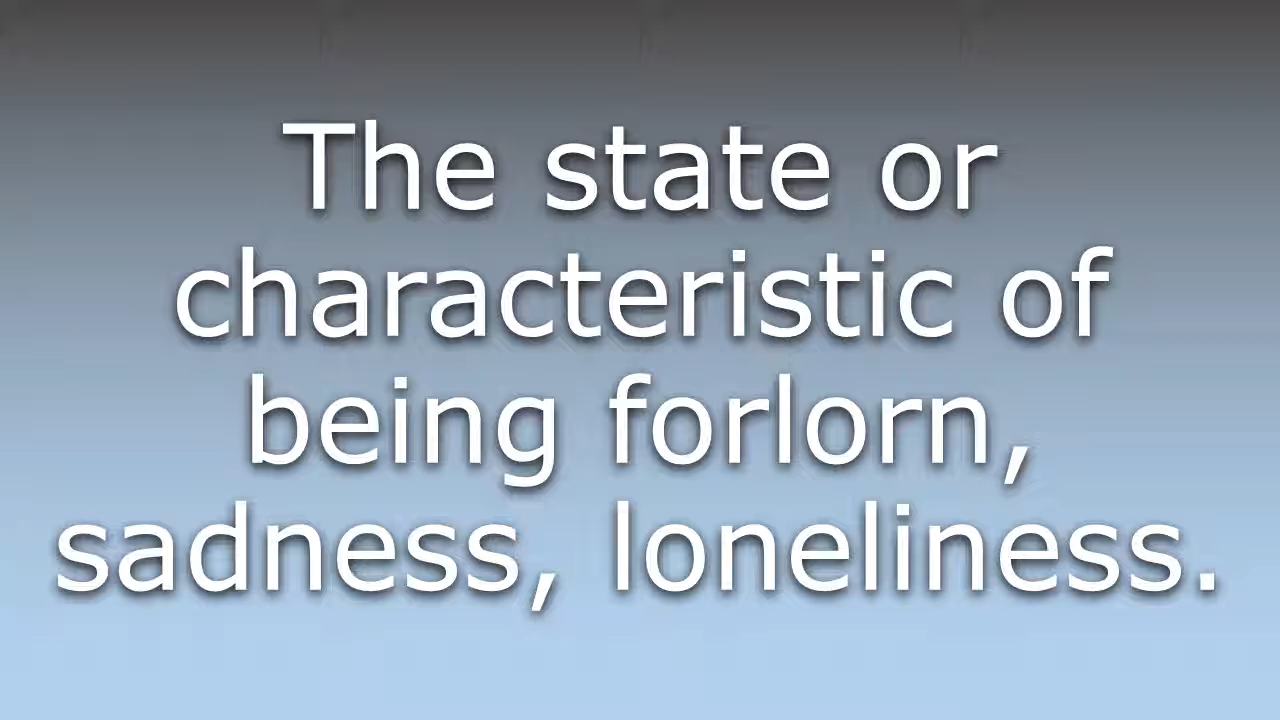 The state or
characteristic of
being forlorn,
sadness, loneliness.